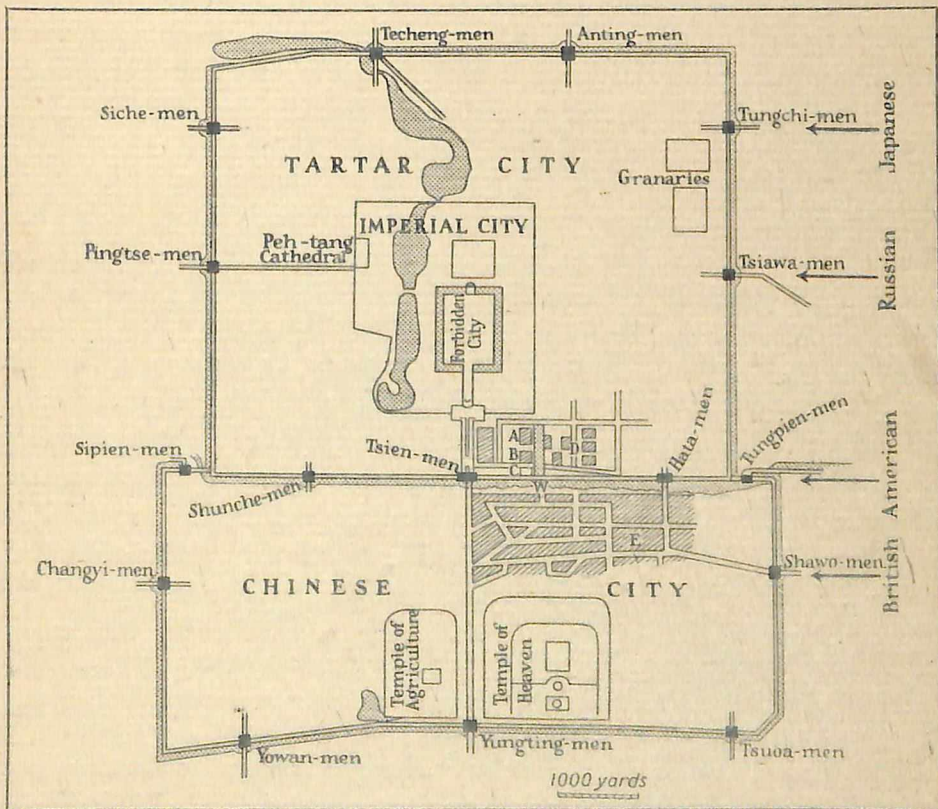 Techeng-men
Anting-men
Siche-men
Tungchi-men
Japanese
TARTAR CITY
Granaries
IMPERIAL CITY
Peh-tang
Cathedral
Pingtse-men
Tsiawa-men
Russian
Forbidden
City
Hata-men
Tungpien-men
Sipien-men
Tsien-men
A
B
C
D
W
Shunche-men
American
E
Changyi-men
Shawo-men
British
CHINESE CITY
Temple of
Agriculture
Temple of
Heaven
Yowan-men
Yungting-men
Tsuoa-men
1000 yards